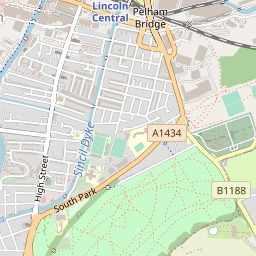 Lincoln
Central
Pelham
Bridge
A1434
High Street
Sincil Dyke
B1188
South Park